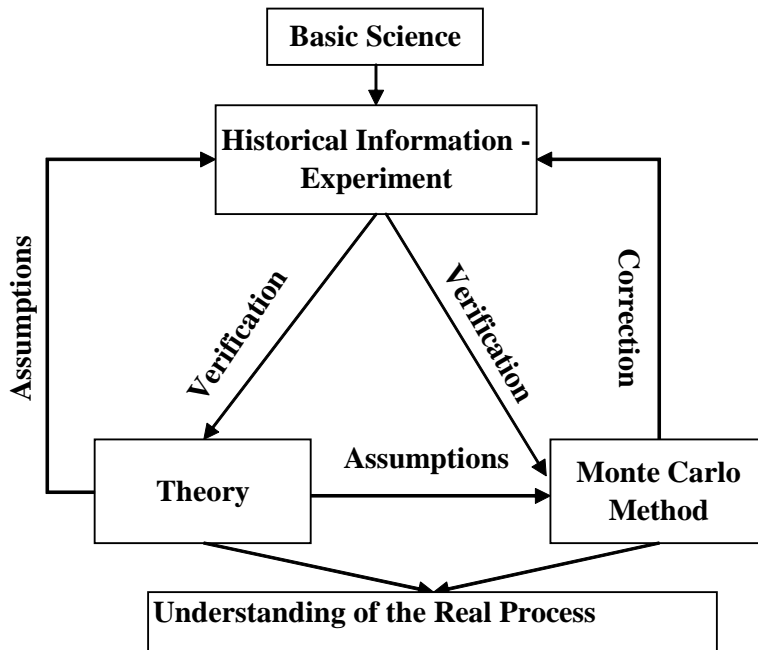 Basic Science
Historical Information -
Experiment
Assumptions
Verification
Verification
Correction
Theory
Assumptions
Monte Carlo
Method
Understanding of the Real Process